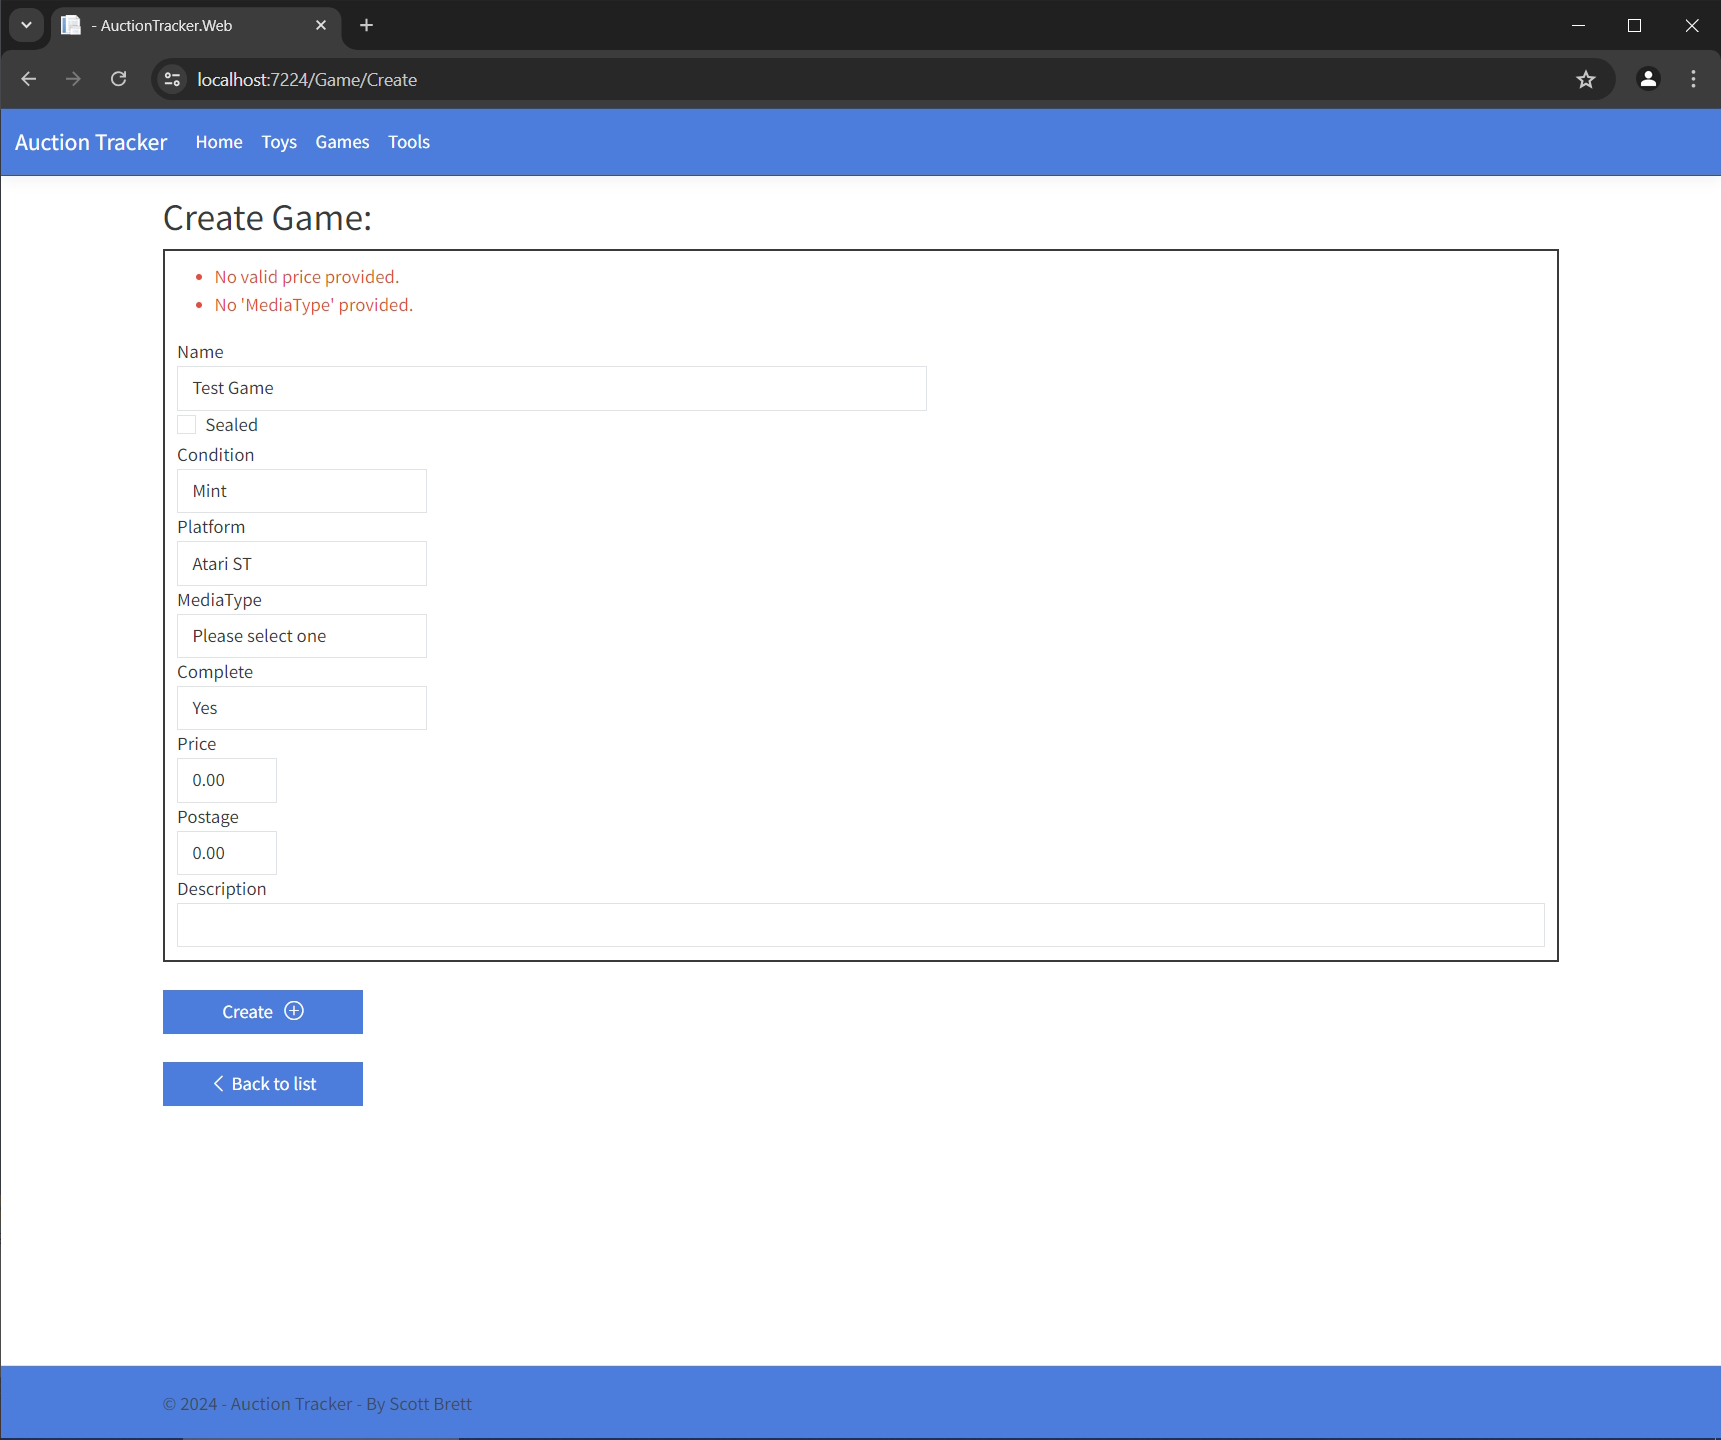 - AuctionTracker.Web
localhost:7224/Game/Create
Auction Tracker Home Toys Games Tools
Create Game:
No valid price provided.
No 'MediaType' provided.
Name
Test Game
Sealed
Condition
Mint
Platform
Atari ST
MediaType
Please select one
Complete
Yes
Price
0.00
Postage
0.00
Description
Create
Back to list
© 2024 - Auction Tracker - By Scott Brett